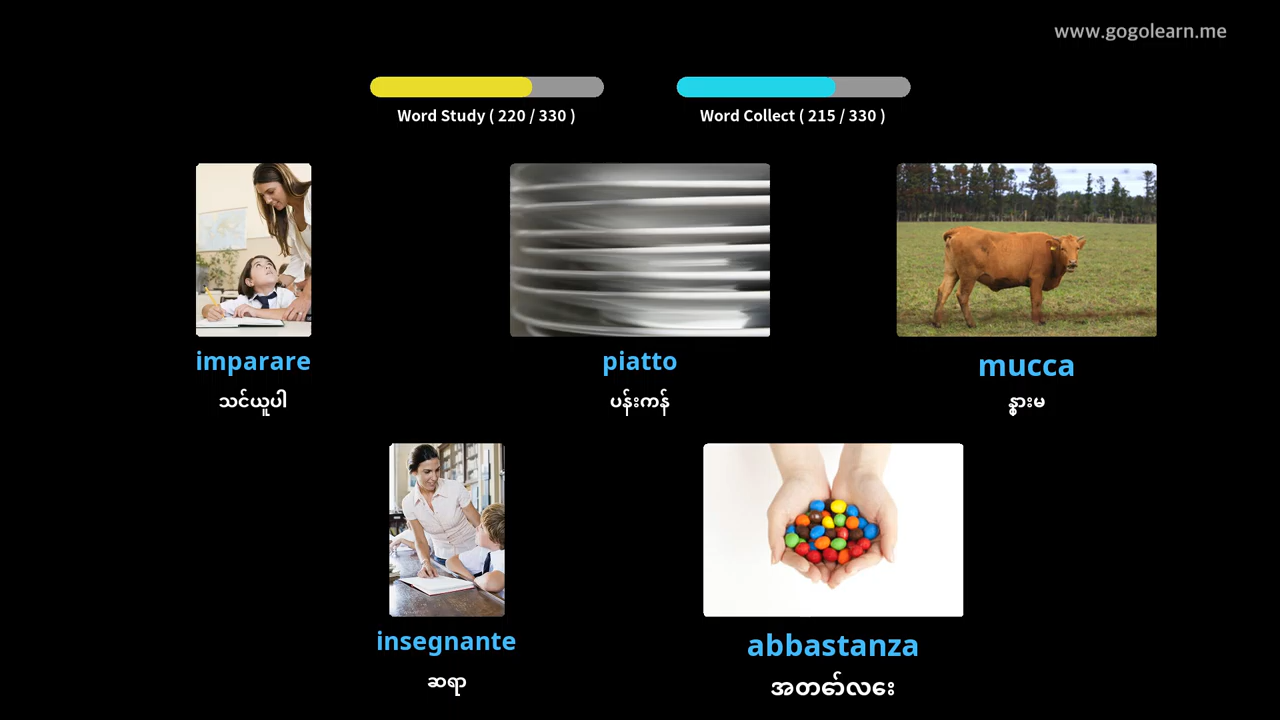 www.gogolearn.me
Word Study ( 220 / 330 )
Word Collect ( 215 / 330 )
imparare
သင်ယူပါ
piatto
ပန်းကန်
mucca
နွားမ
insegnante
ဆရာ
abbastanza
အတော်လေး